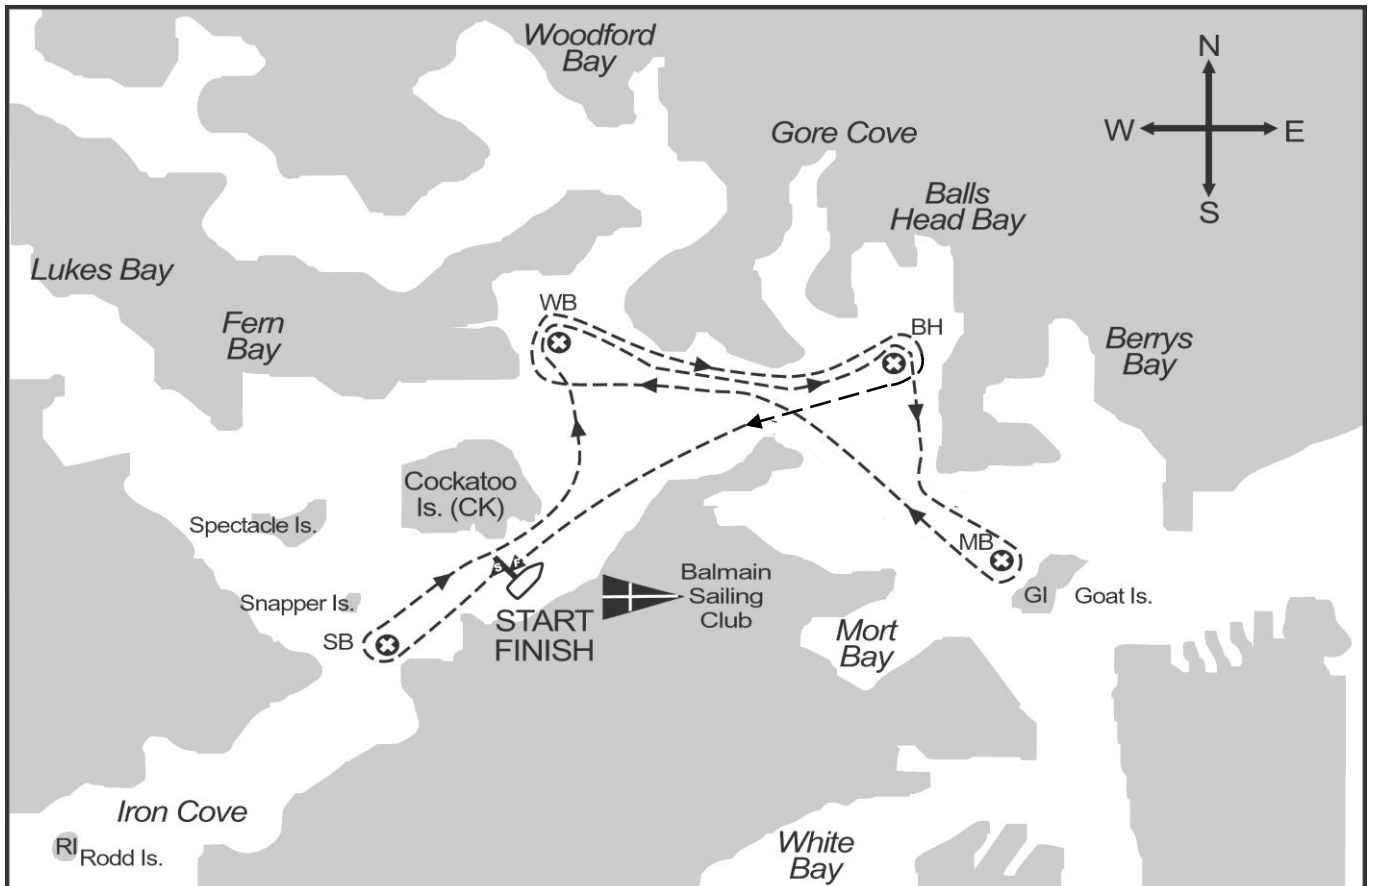 Woodford
Bay
N
Gore Cove
W
E
Balls
Head Bay
S
Lukes Bay
WB
Fern
Bay
BH
Berrys
Bay
Cockatoo
Is. (CK)
Spectacle Is.
MB
S F
Balmain
Sailing
Club
Snapper Is.
GI
Goat Is.
START
FINISH
SB
Mort
Bay
Iron Cove
RI
Rodd Is.
White
Bay